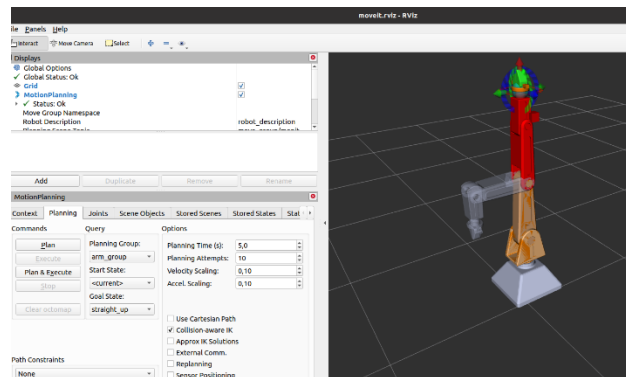 moveit.rviz - RViz
ile Panels Help
Interact Move Camera Select
Displays
Global Options
Global Status: Ok
Grid
MotionPlanning
Status: Ok
Move Group Namespace
Robot Description robot_description
Planning Scene Topic
Add Duplicate Remove Rename
MotionPlanning
Context Planning Joints Scene Objects Stored Scenes Stored States Stat
Commands Query Options
Plan Planning Group: Planning Time (s): 5,0
Execute arm_group Planning Attempts: 10
Plan & Execute Start State: Velocity Scaling: 0,10
Stop <current> Accel. Scaling: 0,10
Goal State:
Clear octomap straight_up
Use Cartesian Path
Collision-aware IK
Approx IK Solutions
External Comm.
Path Constraints Replanning
None Sensor Positioning